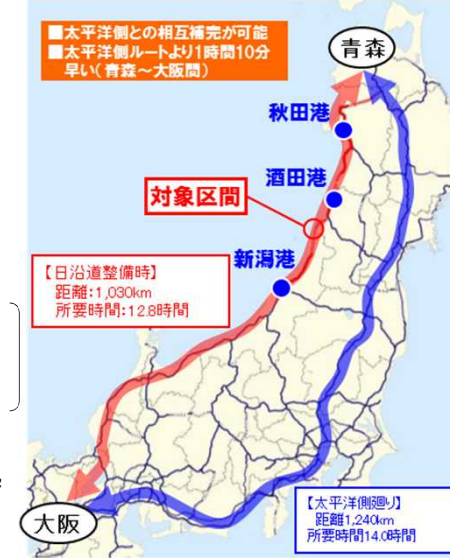 ■太平洋側との相互補完が可能
■太平洋側ルートより1時間10分
早い(青森～大阪間)
青森
秋田港
酒田港
対象区間
新潟港
【日沿道整備時】
距離:1,030km
所要時間:12.8時間
大阪
【太平洋側廻り】
距離1,240km
所要時間14.0時間